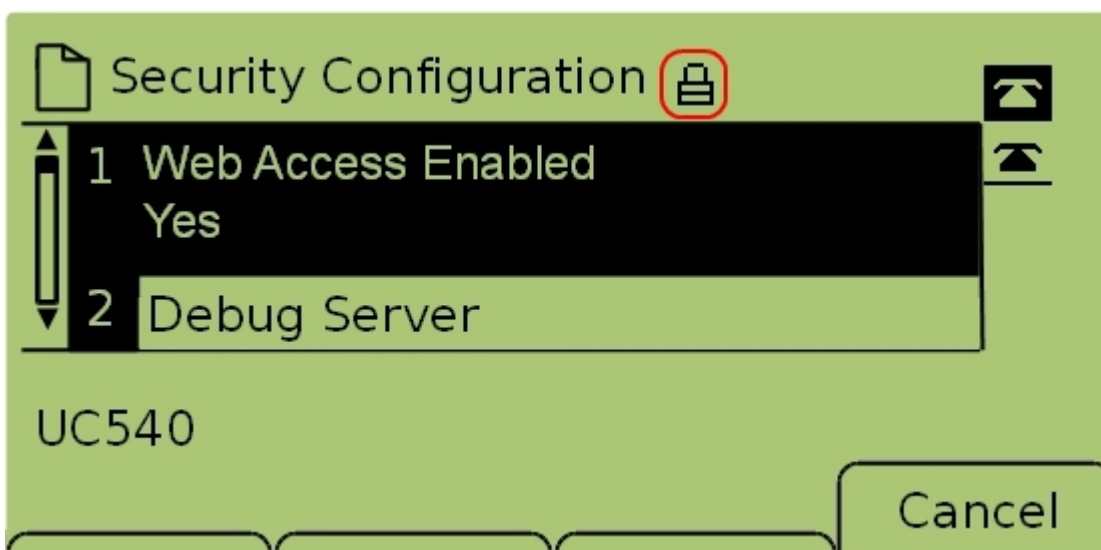 Security Configuration
1 Web Access Enabled
Yes
2 Debug Server
UC540
Cancel